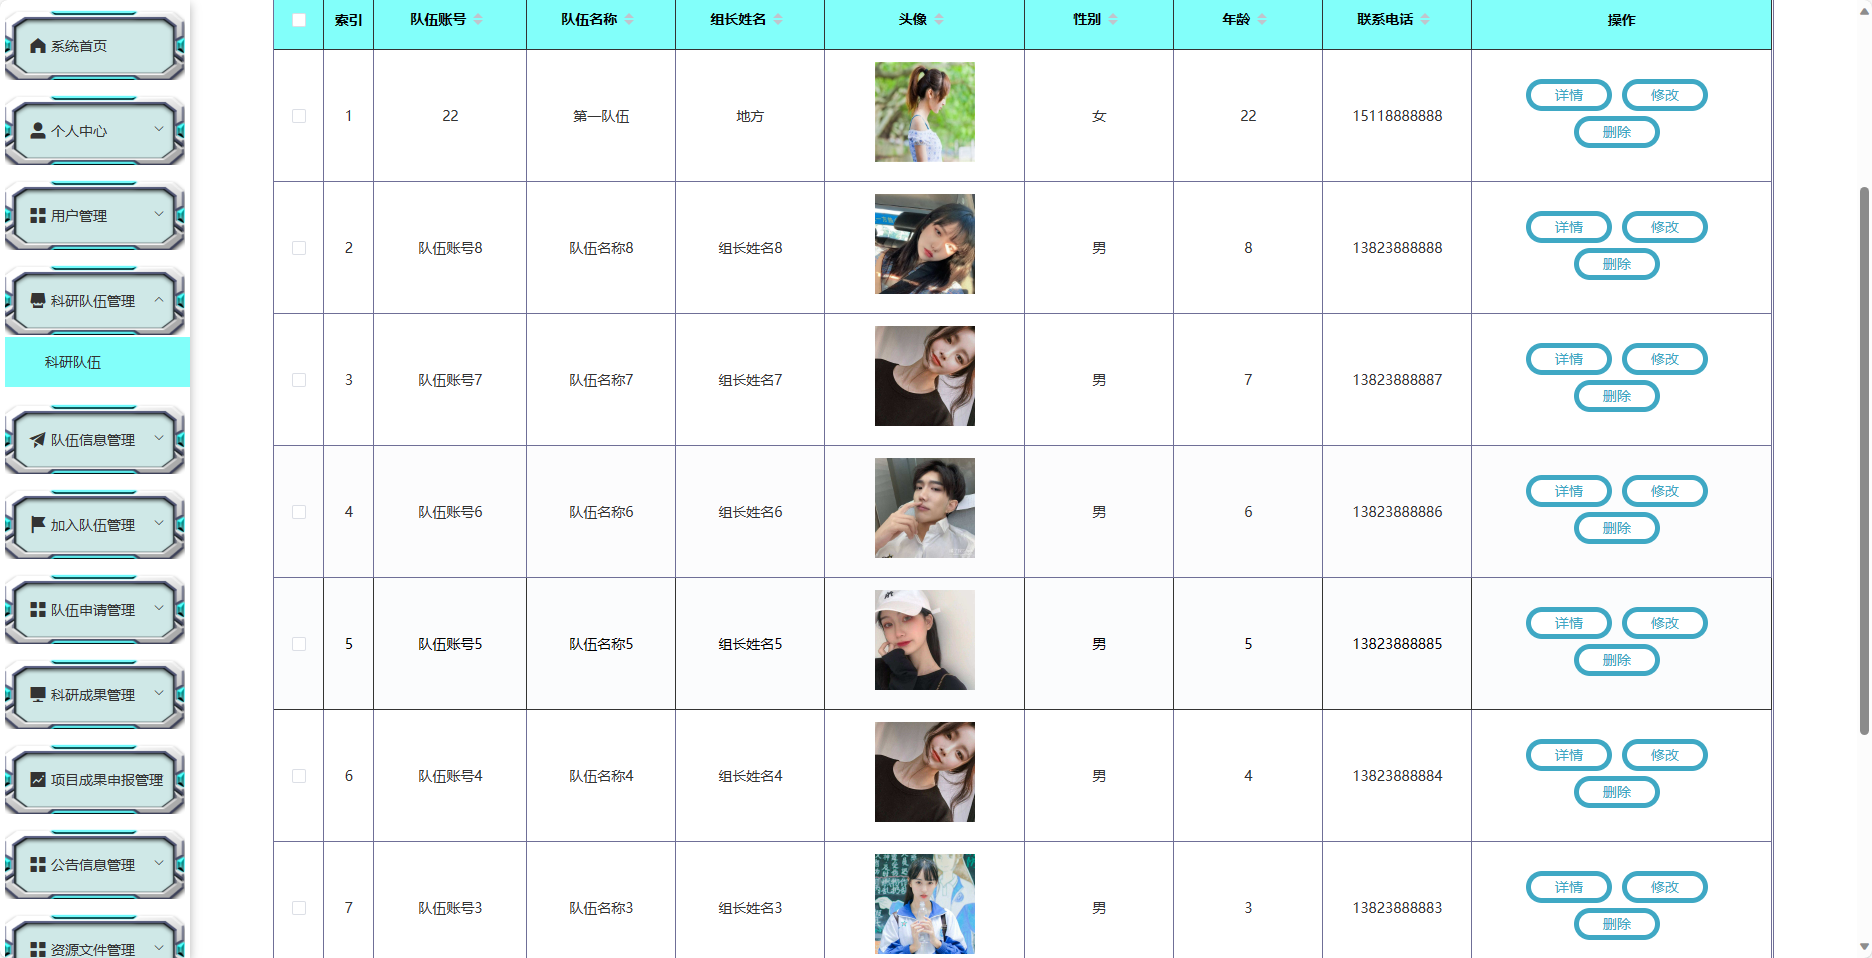 系统首页
个人中心
用户管理
科研队伍管理
科研队伍
队伍信息管理
加入队伍管理
队伍申请管理
科研成果管理
项目成果申报管理
公告信息管理
资源文件管理
索引 队伍账号 队伍名称 组长姓名 头像 性别 年龄 联系电话 操作
1 22 第一队伍 地方 女 22 15118888888 详情 修改
删除
2 队伍账号8 队伍名称8 组长姓名8 男 8 13823888888 详情 修改
删除
3 队伍账号7 队伍名称7 组长姓名7 男 7 13823888887 详情 修改
删除
4 队伍账号6 队伍名称6 组长姓名6 男 6 13823888886 详情 修改
删除
5 队伍账号5 队伍名称5 组长姓名5 男 5 13823888885 详情 修改
删除
6 队伍账号4 队伍名称4 组长姓名4 男 4 13823888884 详情 修改
删除
7 队伍账号3 队伍名称3 组长姓名3 男 3 13823888883 详情 修改
删除